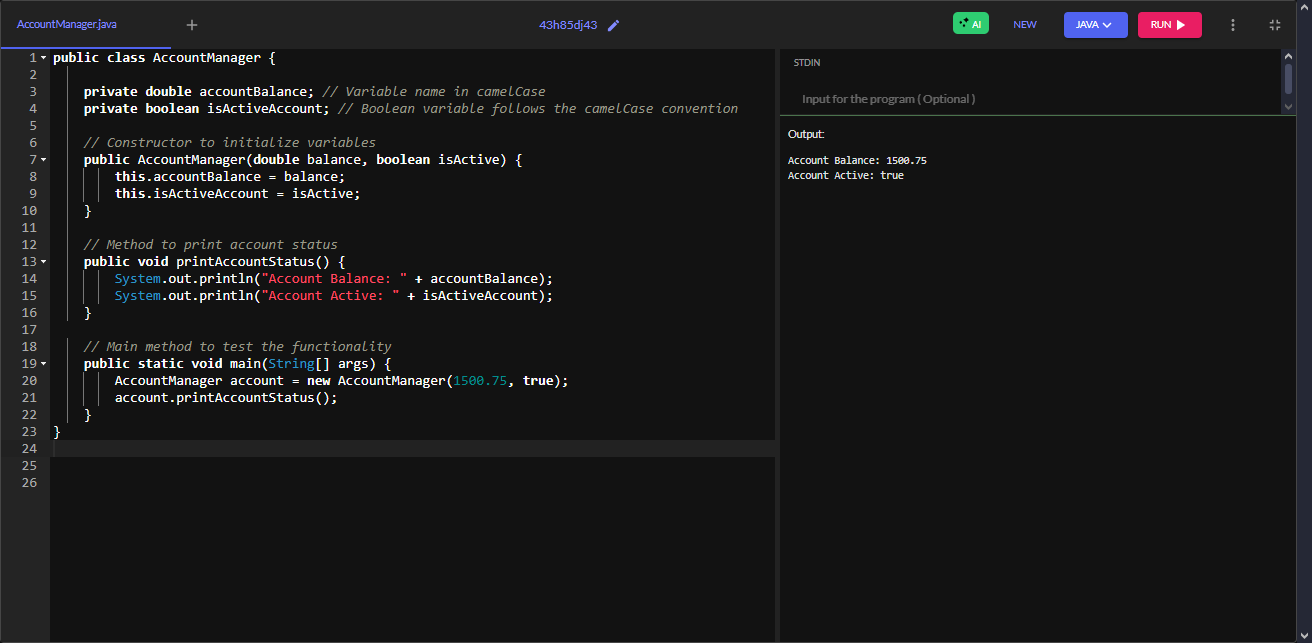 AccountManager.java
43h85dj43
AI
NEW
JAVA
RUN
1 public class AccountManager {
2
3     private double accountBalance; // Variable name in camelCase
4     private boolean isActiveAccount; // Boolean variable follows the camelCase convention
5
6     // Constructor to initialize variables
7     public AccountManager(double balance, boolean isActive) {
8         this.accountBalance = balance;
9         this.isActiveAccount = isActive;
10     }
11
12     // Method to print account status
13     public void printAccountStatus() {
14         System.out.println("Account Balance: " + accountBalance);
15         System.out.println("Account Active: " + isActiveAccount);
16     }
17
18     // Main method to test the functionality
19     public static void main(String[] args) {
20         AccountManager account = new AccountManager(1500.75, true);
21         account.printAccountStatus();
22     }
23 }
24
25
26
STDIN
Input for the program ( Optional )
Output:
Account Balance: 1500.75
Account Active: true